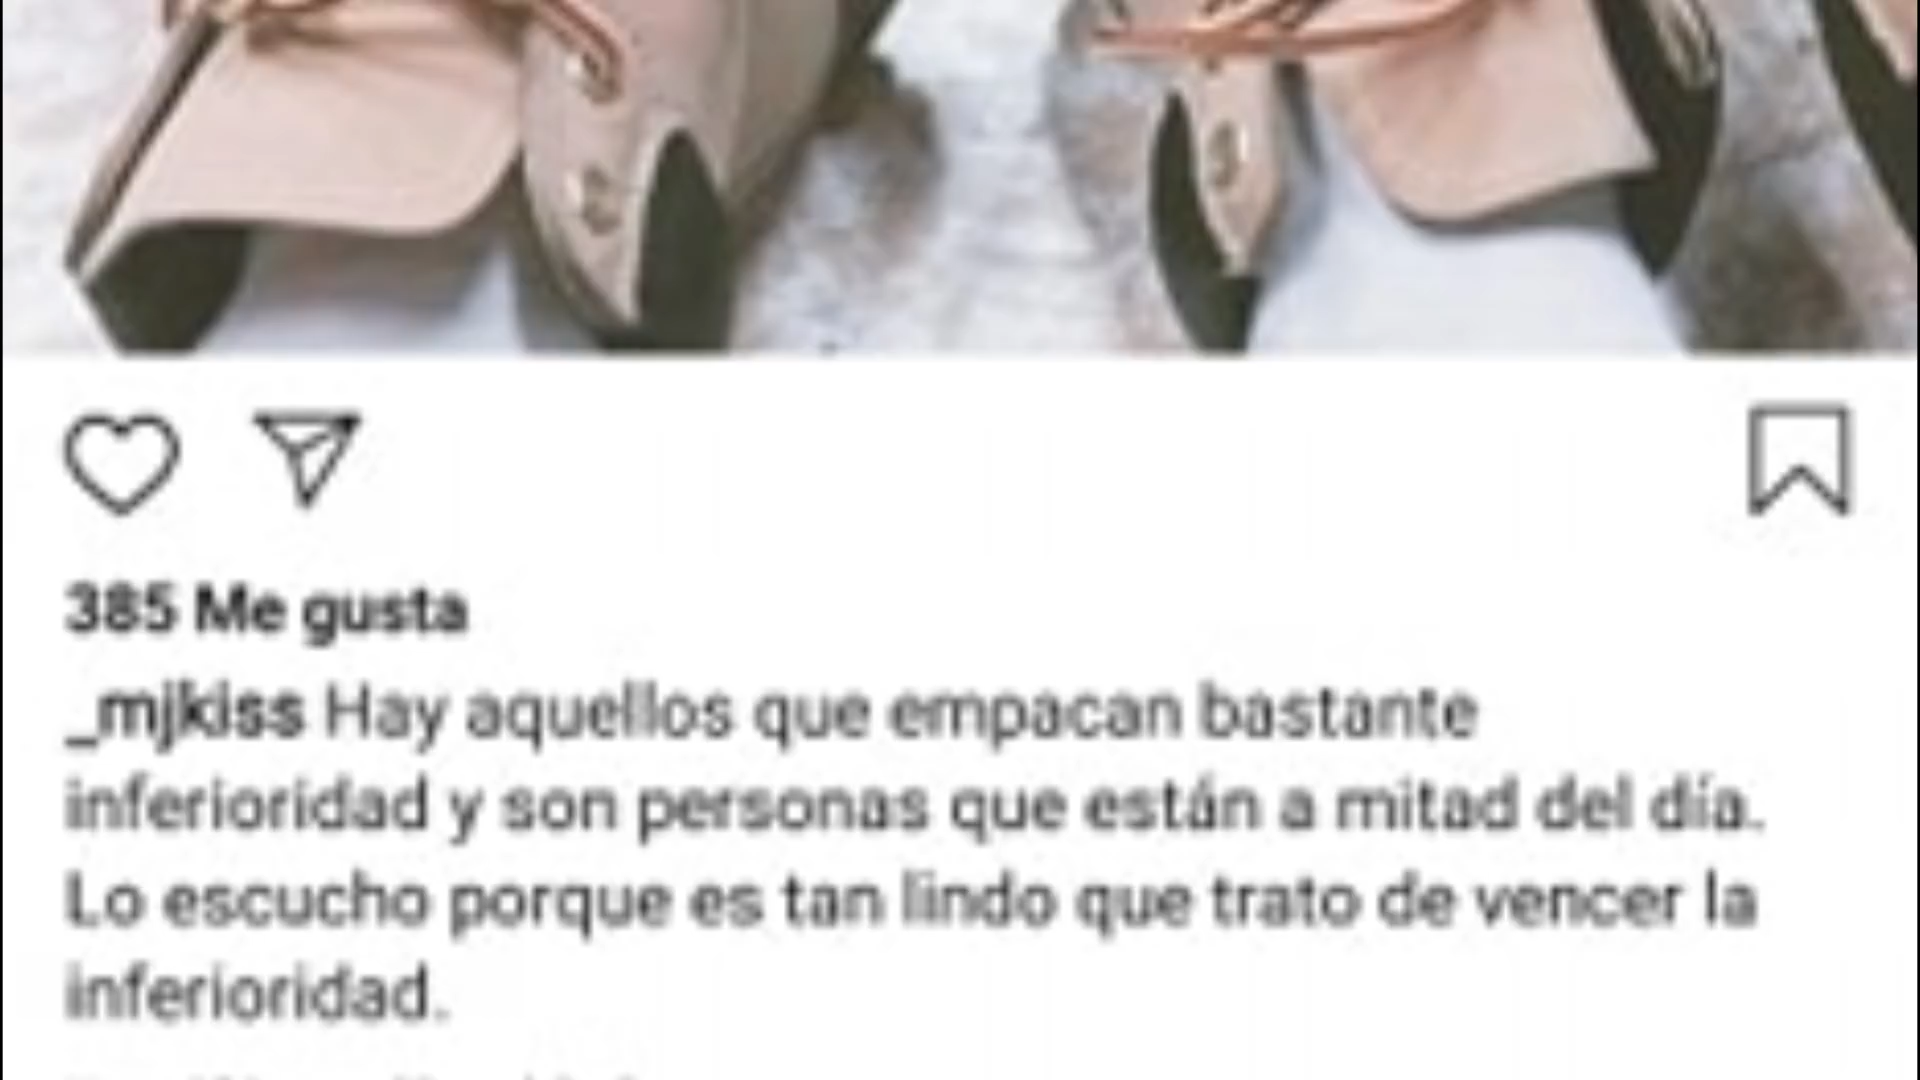 385 Me gusta
_mjkiss Hay aquellos que empacan bastante
inferioridad y son personas que están a mitad del día.
Lo escucho porque es tan lindo que trato de vencer la
inferioridad.